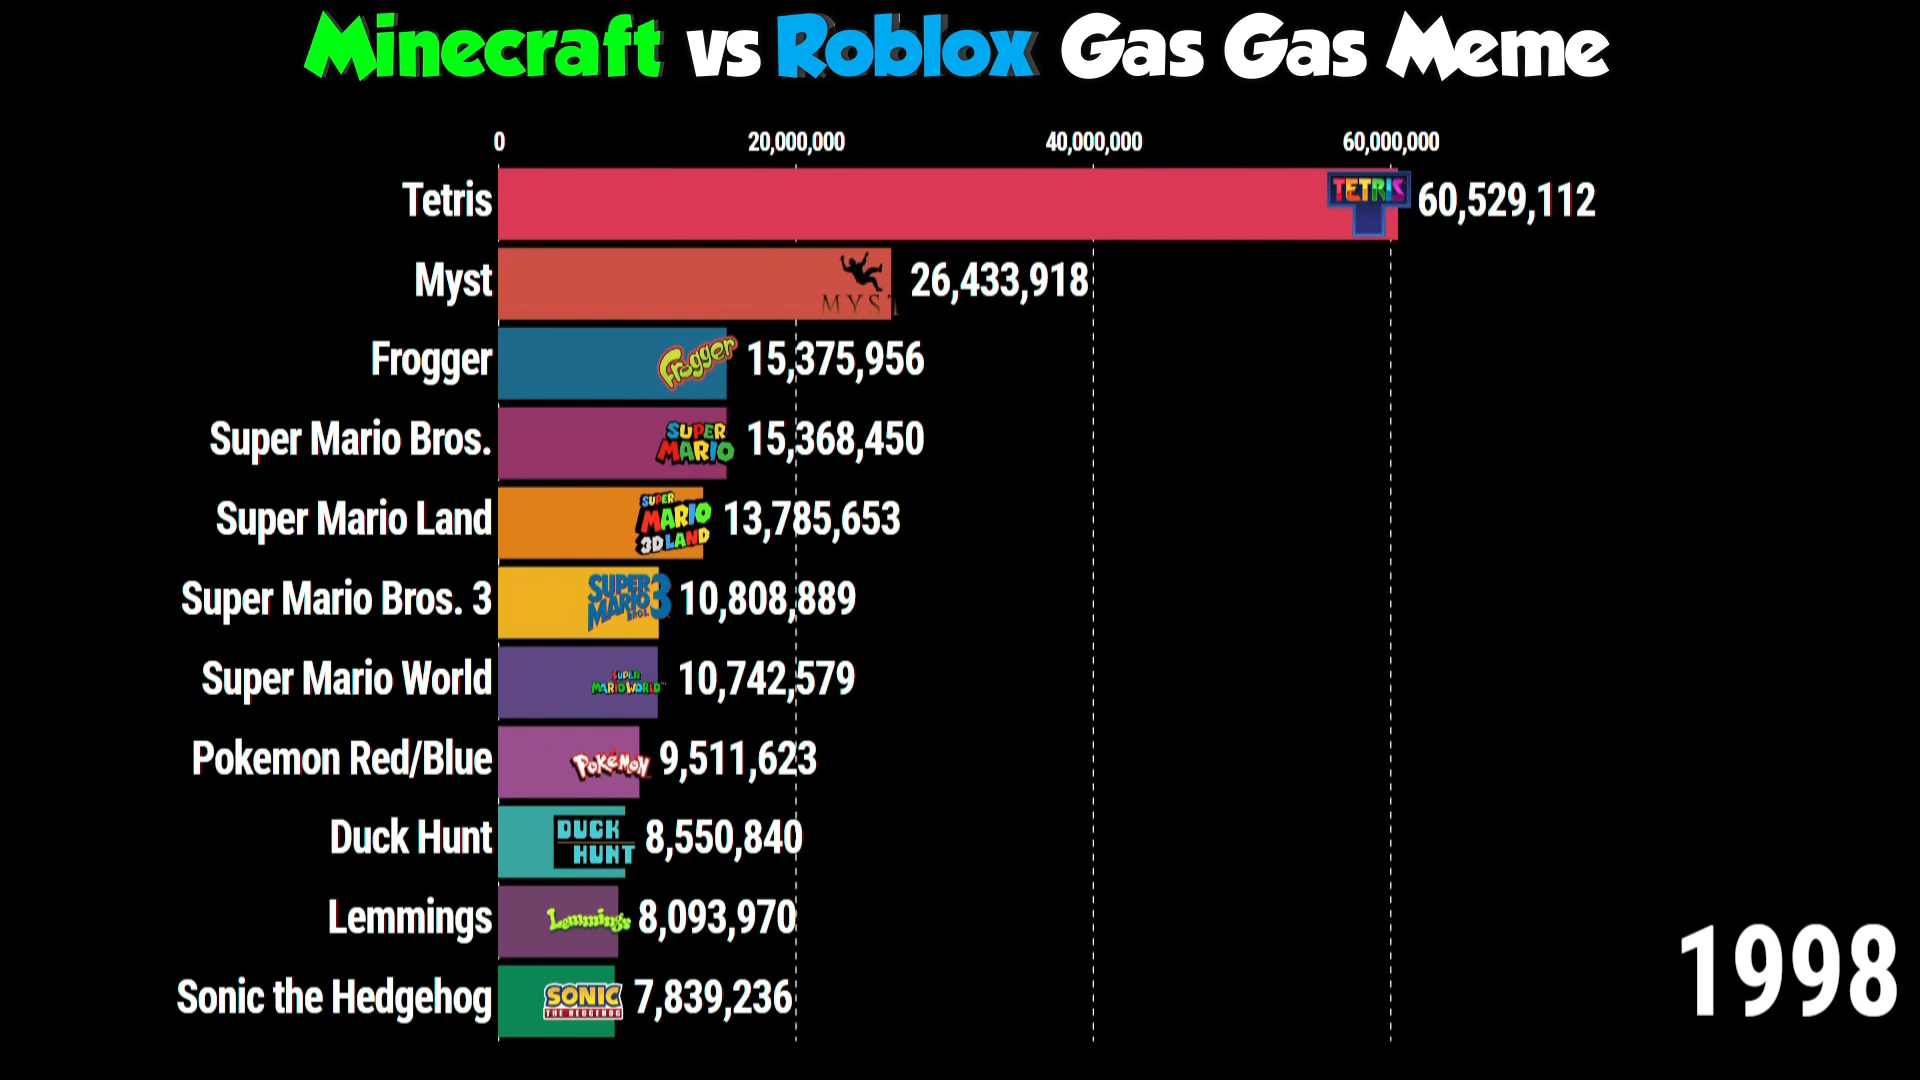 Minecraft vs Roblox Gas Gas Meme
0 20,000,000 40,000,000 60,000,000
Tetris TETRIS 60,529,112
Myst MYST 26,433,918
Frogger Frogger 15,375,956
Super Mario Bros. SUPER MARIO 15,368,450
Super Mario Land SUPER MARIO 3D LAND 13,785,653
Super Mario Bros. 3 SUPER MARIO BROS. 3 10,808,889
Super Mario World SUPER MARIO WORLD 10,742,579
Pokemon Red/Blue POKéMON 9,511,623
Duck Hunt DUCK HUNT 8,550,840
Lemmings Lemmings 8,093,970
Sonic the Hedgehog SONIC THE HEDGEHOG 7,839,236
1998